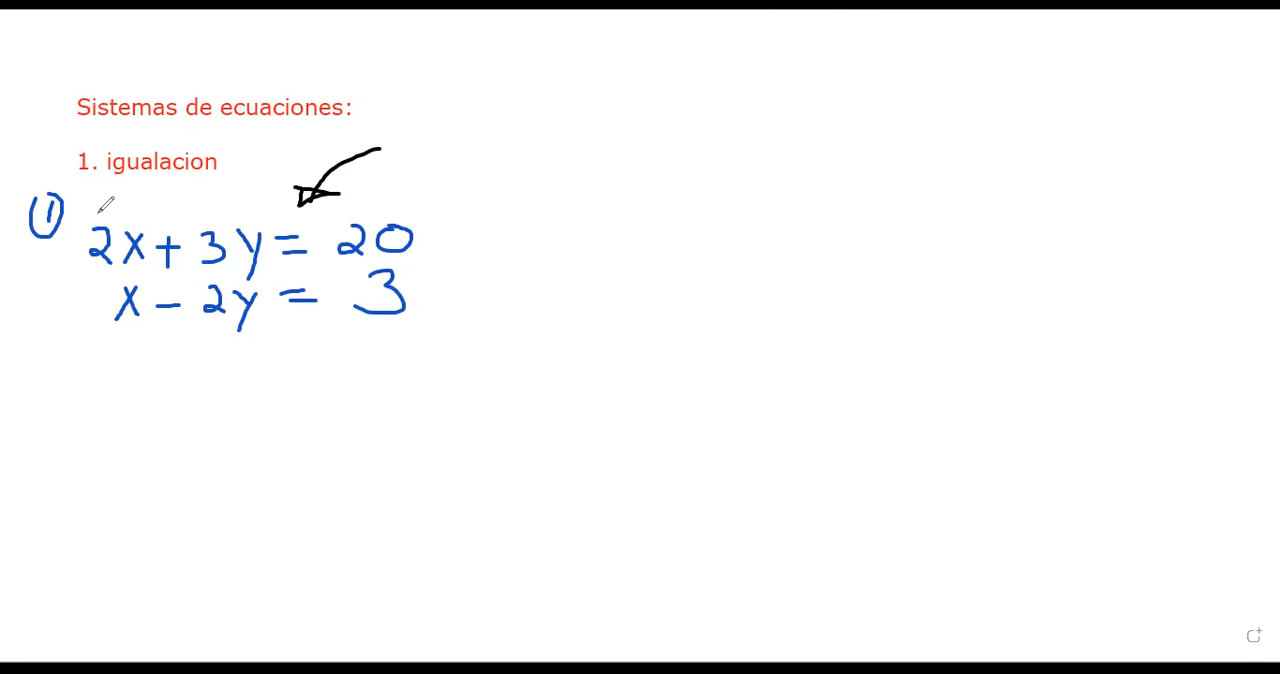 Sistemas de ecuaciones:
1. igualacion
① 2x + 3y = 20
x - 2y = 3